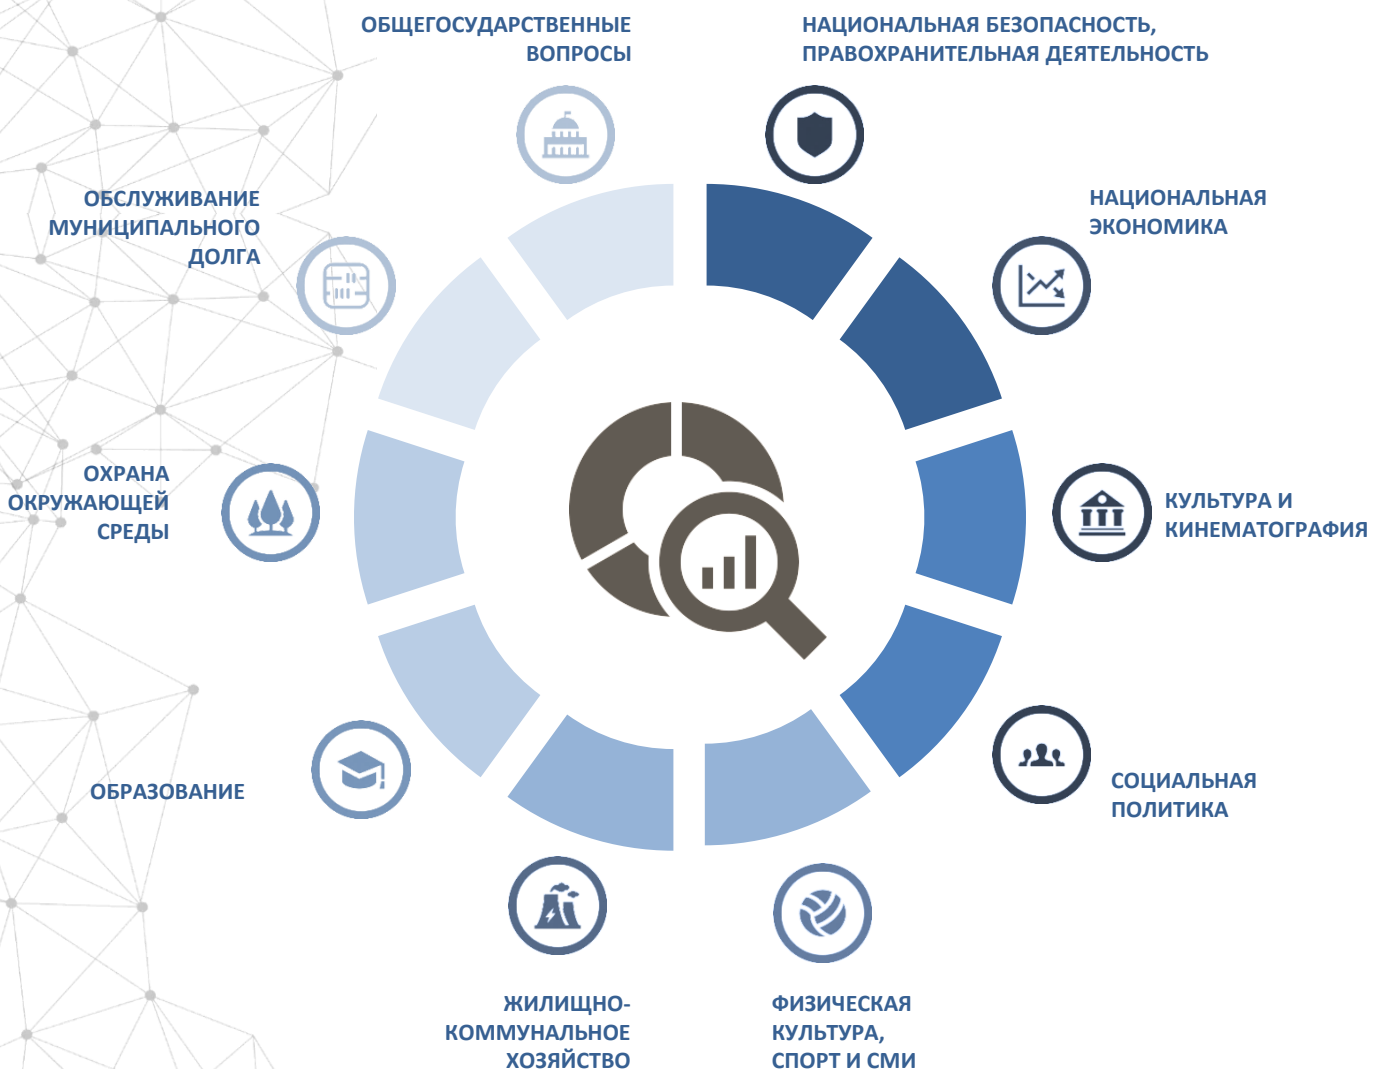 ОБЩЕГОСУДАРСТВЕННЫЕ
ВОПРОСЫ
НАЦИОНАЛЬНАЯ БЕЗОПАСНОСТЬ,
ПРАВОХРАНИТЕЛЬНАЯ ДЕЯТЕЛЬНОСТЬ
ОБСЛУЖИВАНИЕ
МУНИЦИПАЛЬНОГО
ДОЛГА
НАЦИОНАЛЬНАЯ
ЭКОНОМИКА
ОХРАНА
ОКРУЖАЮЩЕЙ
СРЕДЫ
КУЛЬТУРА И
КИНЕМАТОГРАФИЯ
ОБРАЗОВАНИЕ
СОЦИАЛЬНАЯ
ПОЛИТИКА
ЖИЛИЩНО-
КОММУНАЛЬНОЕ
ХОЗЯЙСТВО
ФИЗИЧЕСКАЯ
КУЛЬТУРА,
СПОРТ И СМИ